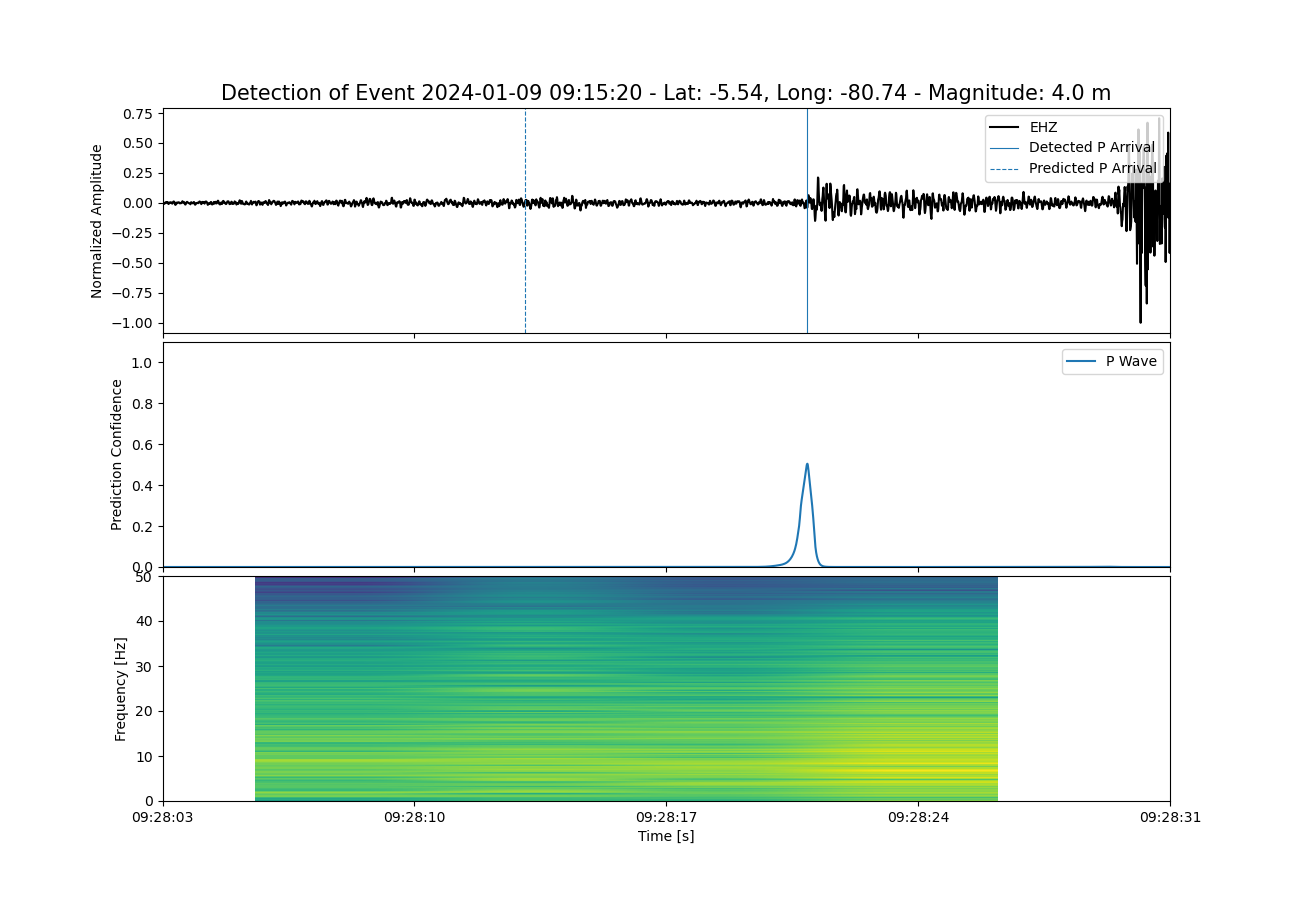 Detection of Event 2024-01-09 09:15:20 - Lat: -5.54, Long: -80.74 - Magnitude: 4.0 m
Normalized Amplitude
0.75
0.50
0.25
0.00
−0.25
−0.50
−0.75
−1.00
EHZ
Detected P Arrival
Predicted P Arrival
Prediction Confidence
1.0
0.8
0.6
0.4
0.2
0.0
P Wave
Frequency [Hz]
50
40
30
20
10
0
09:28:03 09:28:10 09:28:17 09:28:24 09:28:31
Time [s]